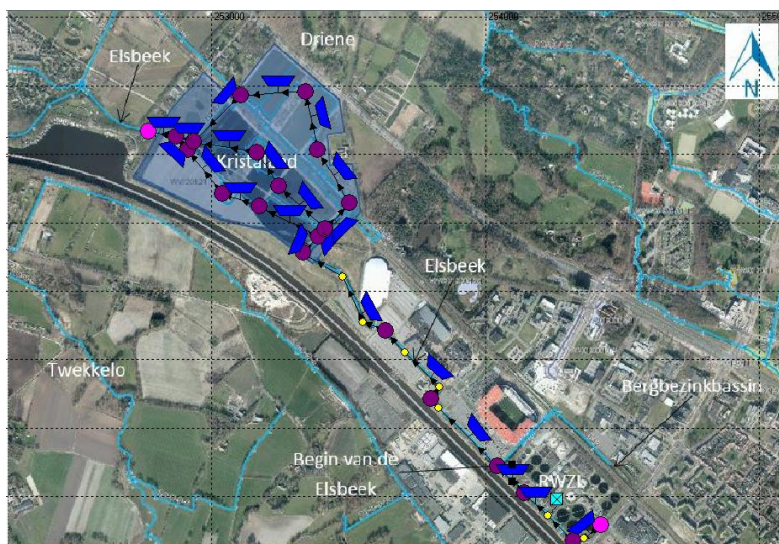 253000
254000
Elsbeek
Driene
N
Kristalbad
Elsbeek
Twekkelo
Bergbezinkbassin
Begin van de
Elsbeek
RWZI